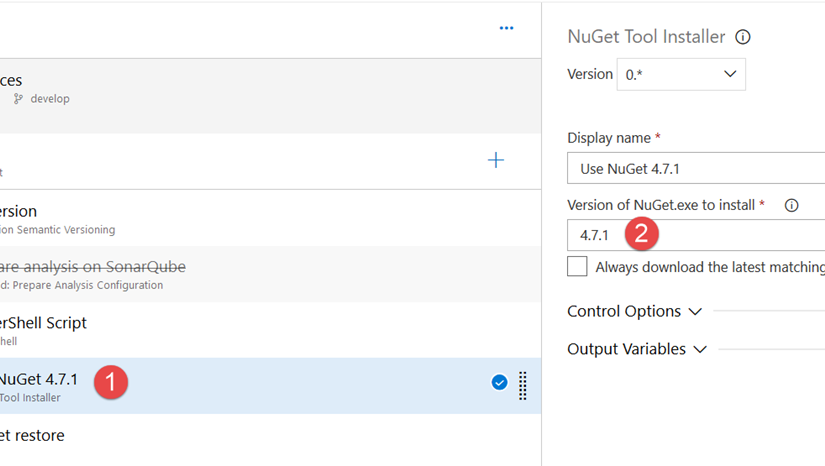 ces
develop
t
ersion
ion Semantic Versioning
are analysis on SonarQube
d: Prepare Analysis Configuration
erShell Script
hell
NuGet 4.7.1
1
Tool Installer
et restore
NuGet Tool Installer
Version 0.*
Display name *
Use NuGet 4.7.1
Version of NuGet.exe to install *
4.7.1
2
Always download the latest matching
Control Options
Output Variables